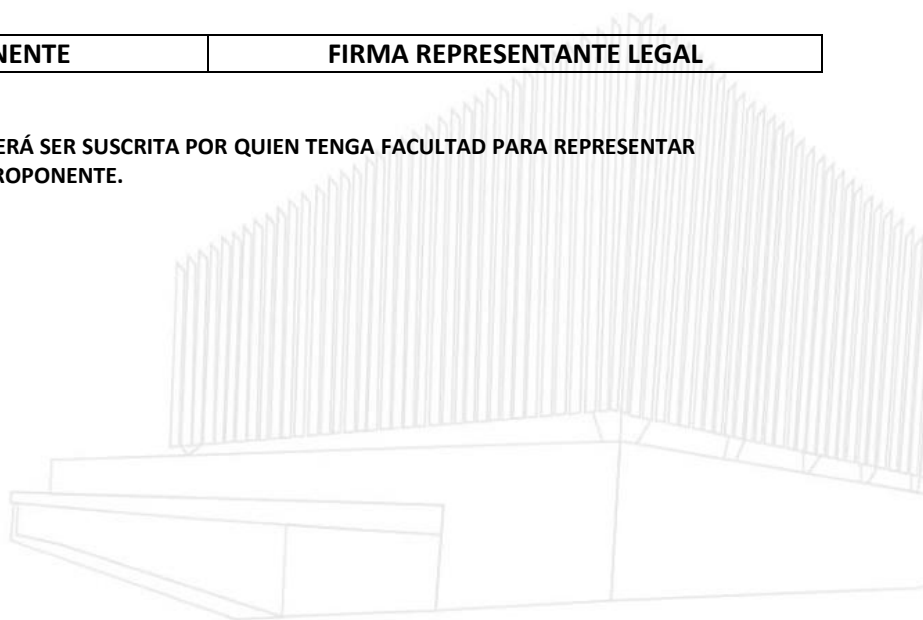 NENTE FIRMA REPRESENTANTE LEGAL
ERÁ SER SUSCRITA POR QUIEN TENGA FACULTAD PARA REPRESENTAR
ROPONENTE.